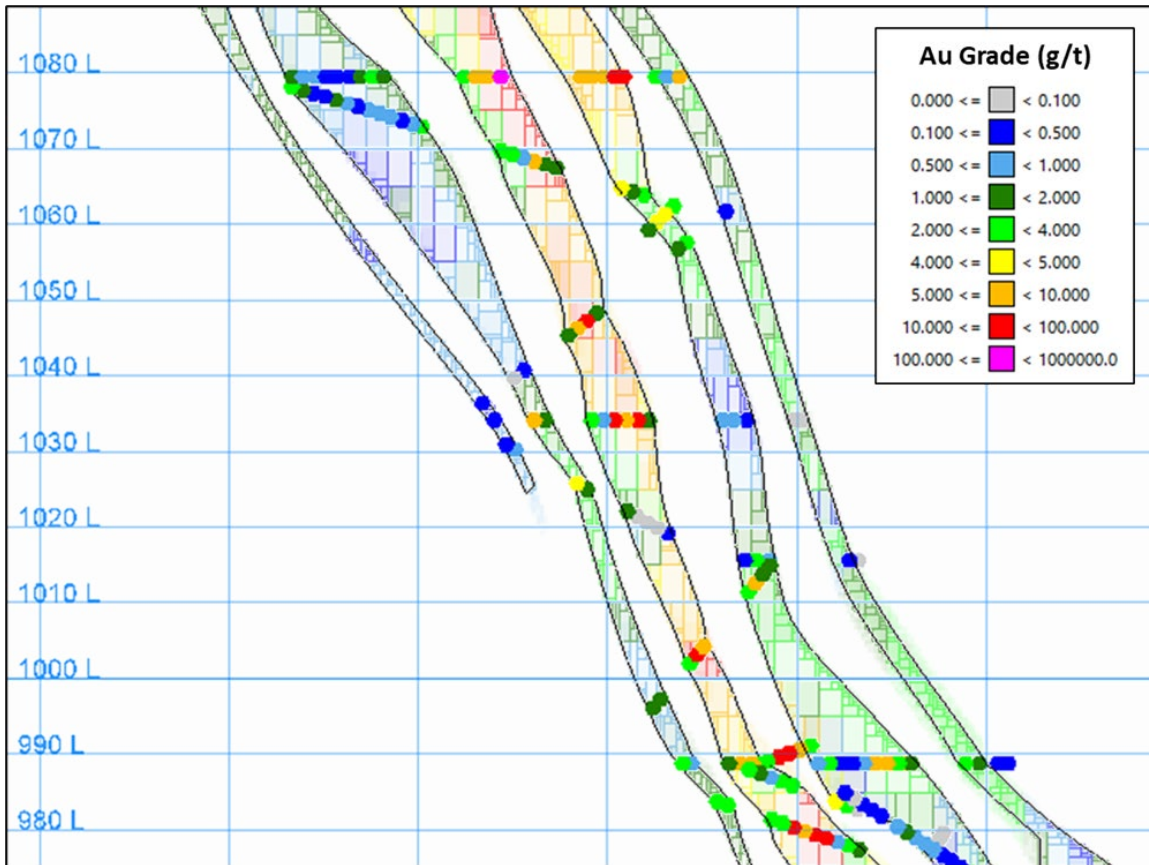 Au Grade (g/t)
0.000 <= < 0.100
0.100 <= < 0.500
0.500 <= < 1.000
1.000 <= < 2.000
2.000 <= < 4.000
4.000 <= < 5.000
5.000 <= < 10.000
10.000 <= < 100.000
100.000 <= < 1000000.0
1080 L
1070 L
1060 L
1050 L
1040 L
1030 L
1020 L
1010 L
1000 L
990 L
980 L